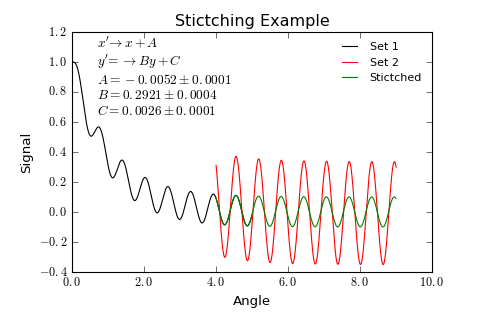 Stictching Example
x′→ x + A
y′= → By + C
A = −0.0052 ± 0.0001
B = 0.2921 ± 0.0004
C = 0.0026 ± 0.0001
Set 1
Set 2
Stictched
Signal
1.2
1.0
0.8
0.6
0.4
0.2
0.0
−0.2
−0.4
0.0 2.0 4.0 6.0 8.0 10.0
Angle